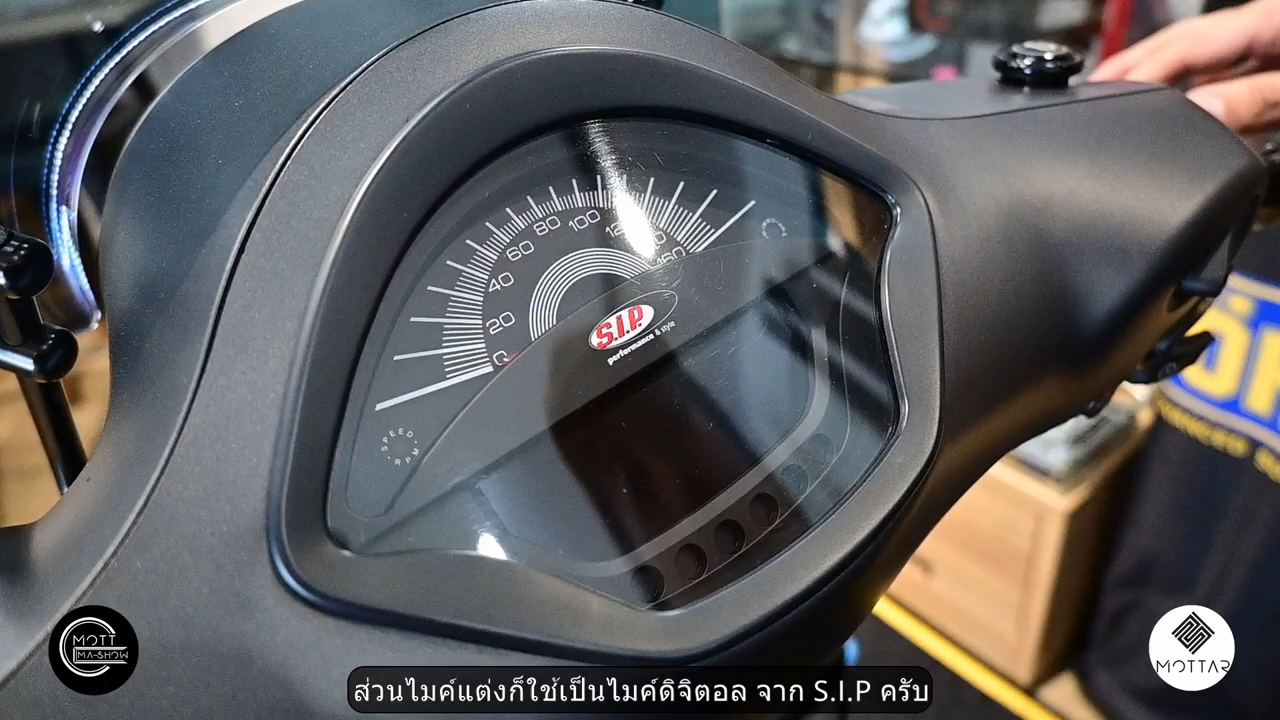 0
20
40
60
80
100
160
S.I.P.
performance & style
SPEED
RPM
MOTT
MA-SHOW
MOTTAR
ส่วนไมค์แต่งก็ใช้เป็นไมค์ดิจิตอล จาก S.I.P ครับ